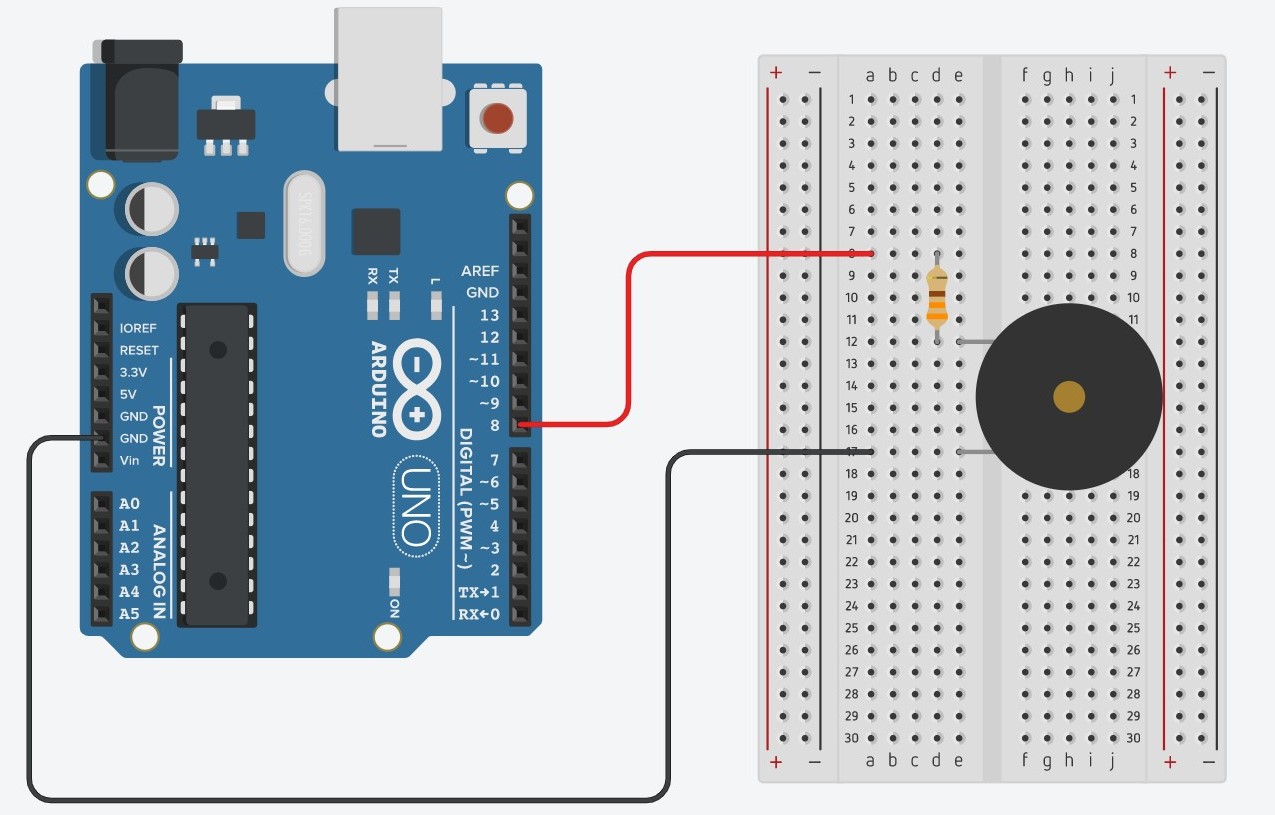 SPK16.000G
RX
TX
L
AREF
GND
13
12
~11
~10
~9
8
7
~6
~5
4
~3
2
TX→1
RX←0
DIGITAL (PWM ~)
IOREF
RESET
3.3V
5V
GND
GND
Vin
POWER
A0
A1
A2
A3
A4
A5
ANALOG IN
ARDUINO
UNO
ON
+ − a b c d e f g h i j + −
1 1
2 2
3 3
4 4
5 5
6 6
7 7
8 8
9 9
10 10
11 11
12
13
14
15
16
17
18 18
19 19
20 20
21 21
22 22
23 23
24 24
25 25
26 26
27 27
28 28
29 29
30 30
+ − a b c d e f g h i j + −